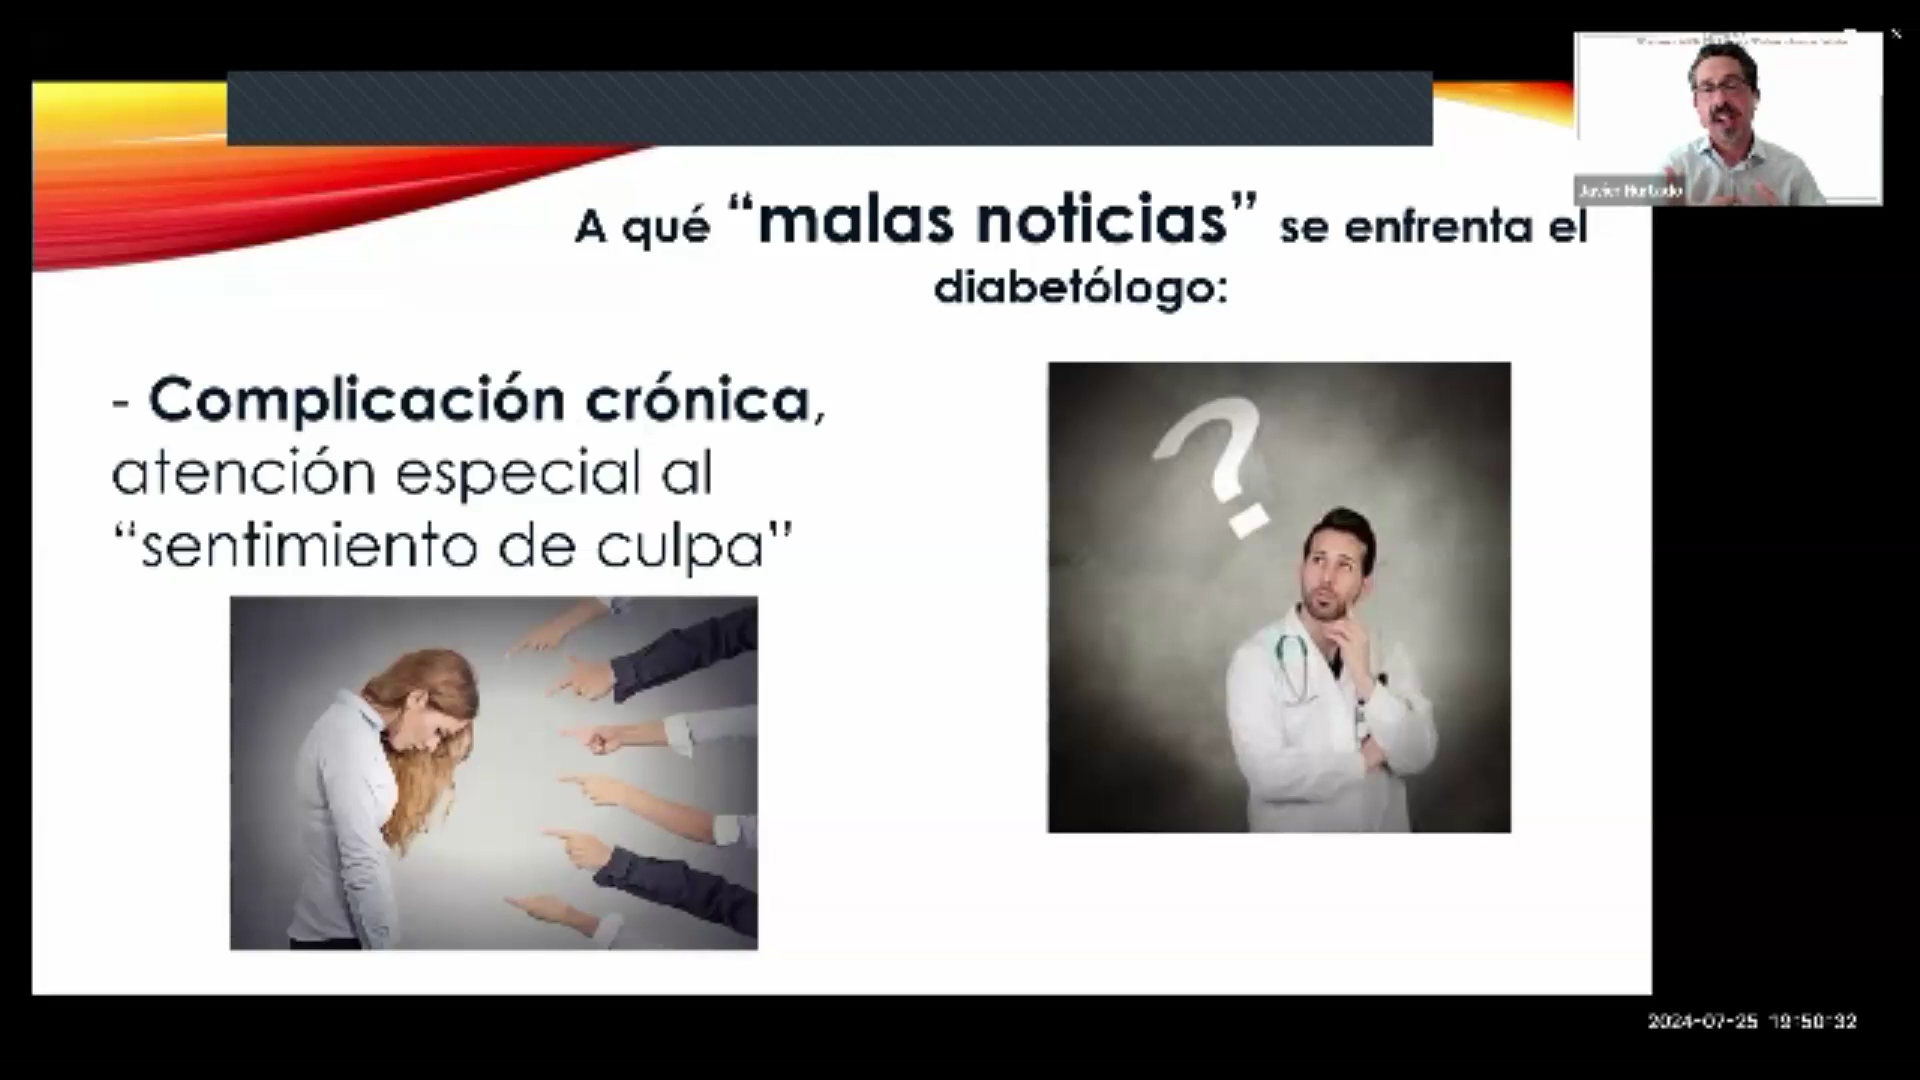 A qué “malas noticias” se enfrenta el
diabetólogo:
- Complicación crónica,
atención especial al
“sentimiento de culpa”
Javier Hurtado
2024-07-25 19:50:32